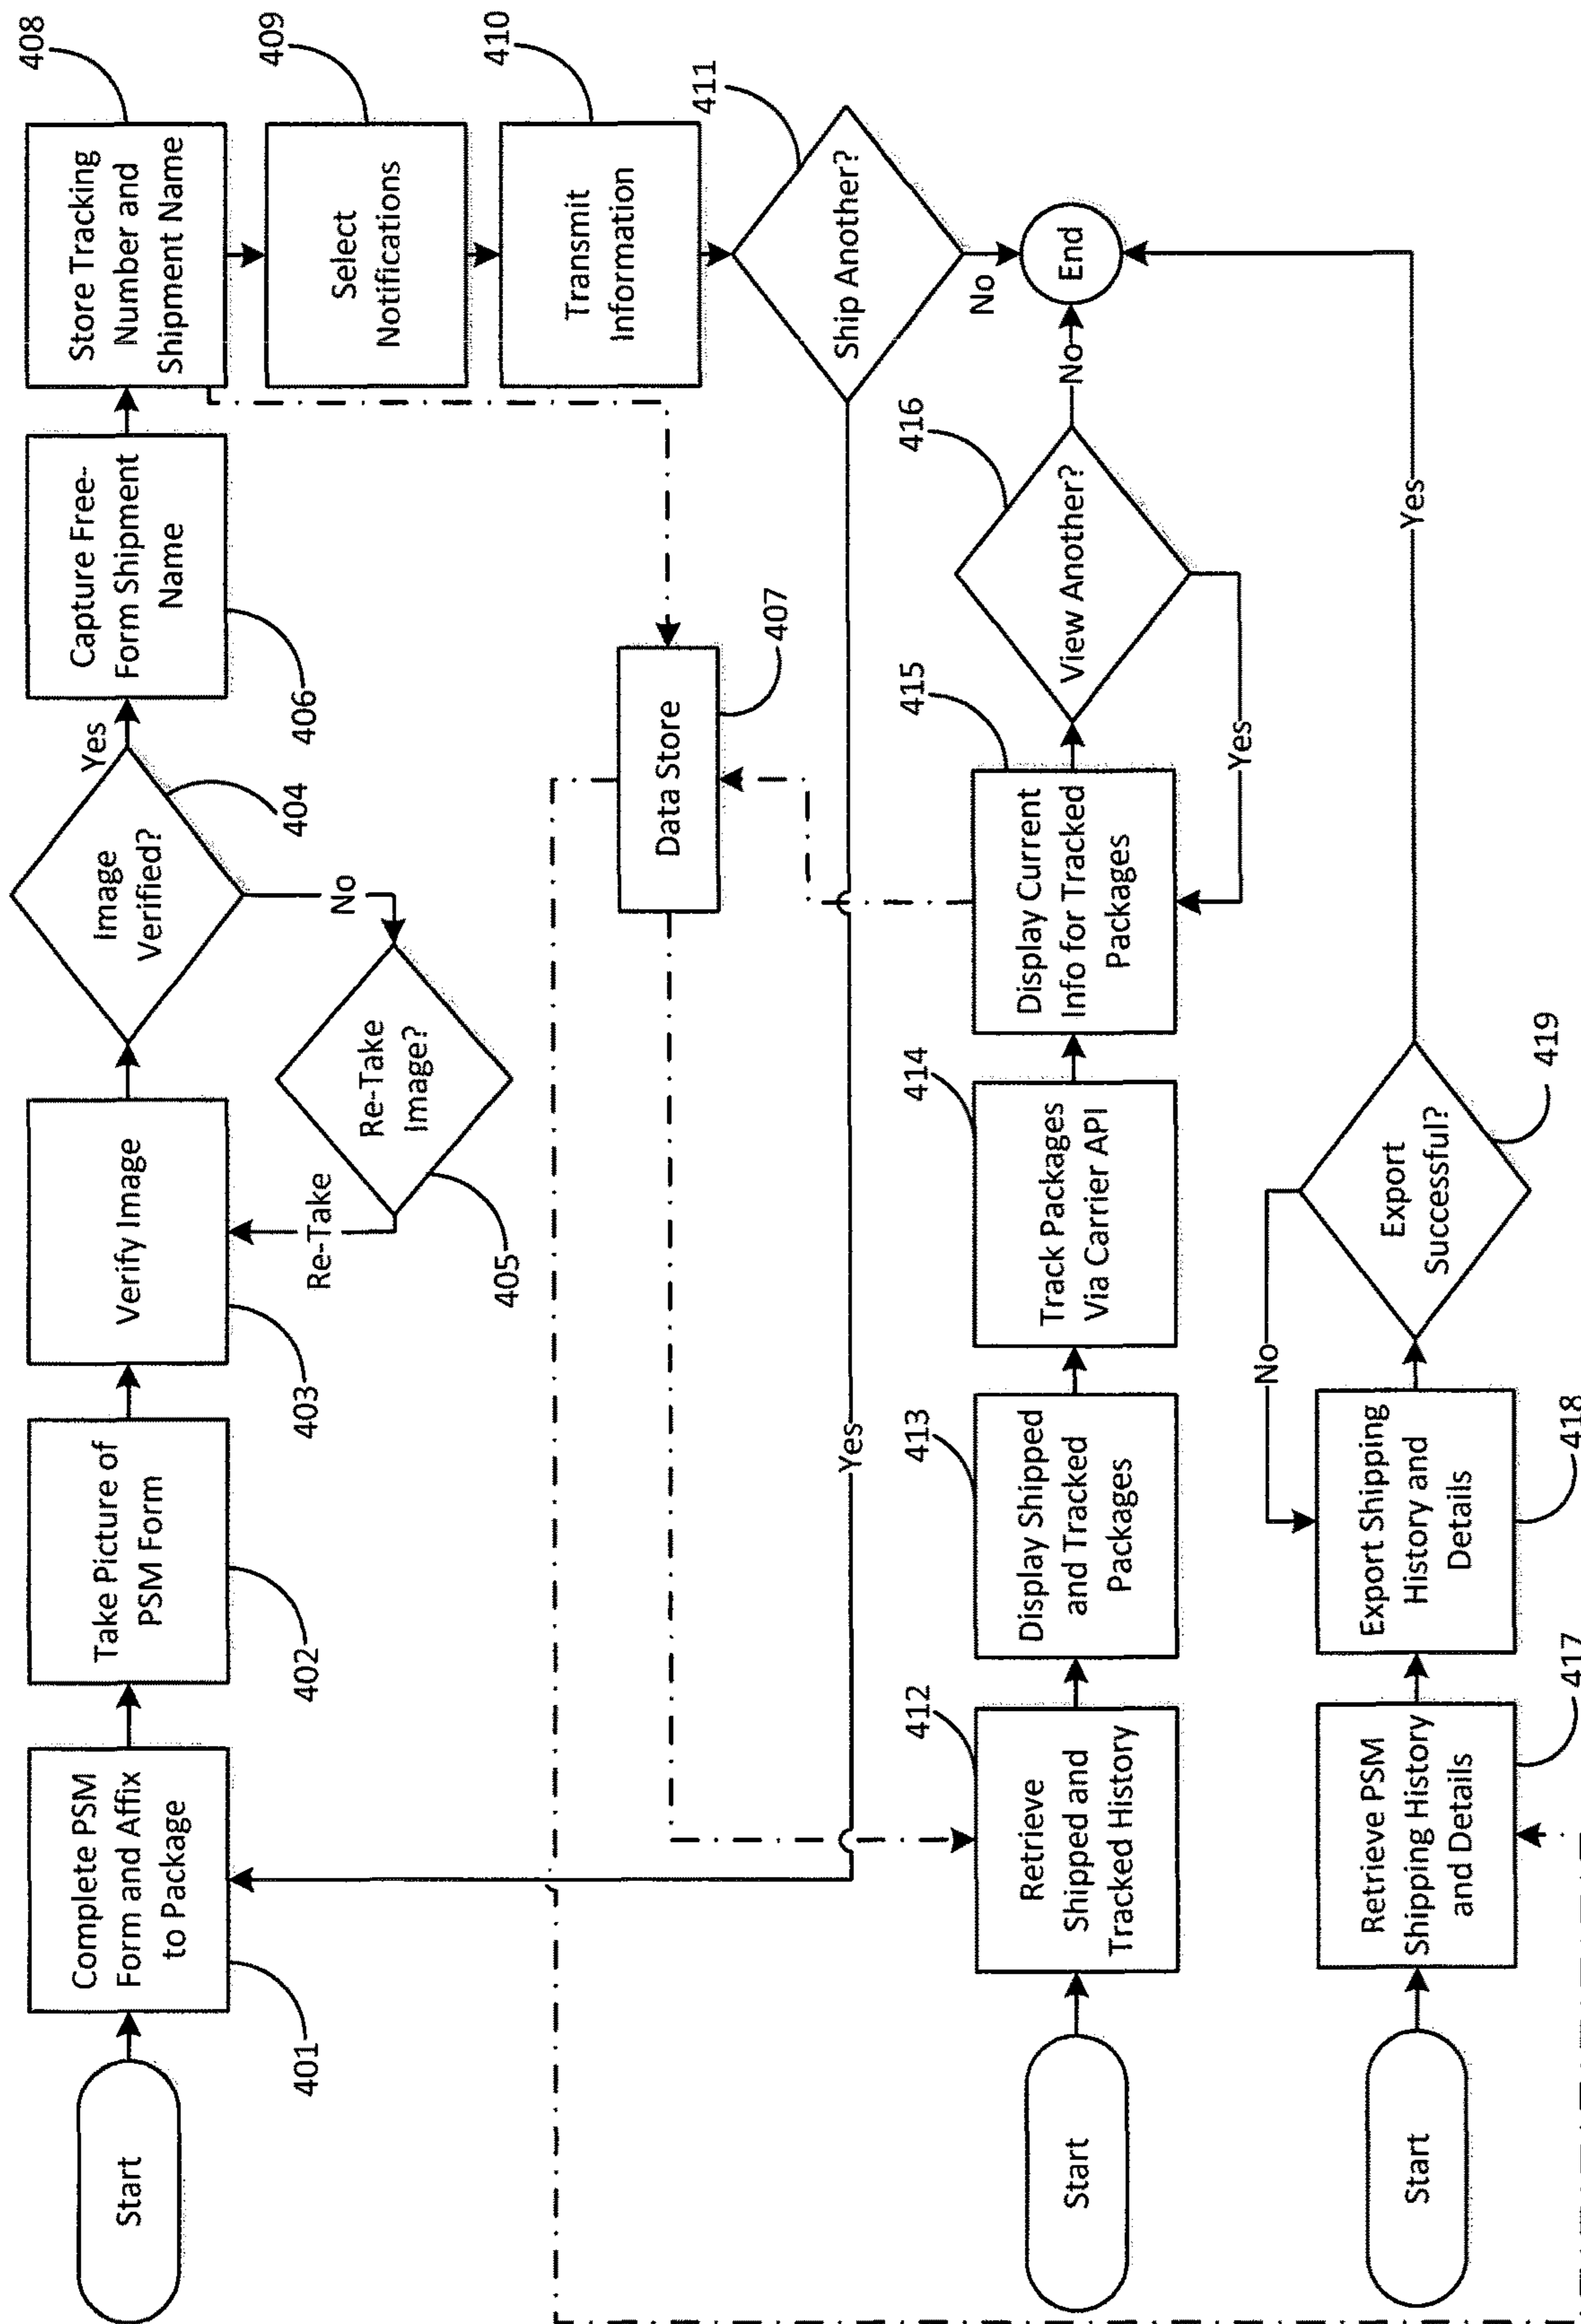 Start
Complete PSM
Form and Affix
to Package
401
Take Picture of
PSM Form
402
Verify Image
403
Image
Verified?
404
Yes
No
Re-Take
Image?
405
Re-Take
Capture Free-
Form Shipment
Name
406
Store Tracking
Number and
Shipment Name
408
Select
Notifications
409
Transmit
Information
410
Ship Another?
411
Yes
No
End
Data Store
407
Start
Retrieve
Shipped and
Tracked History
412
Display Shipped
and Tracked
Packages
413
Track Packages
Via Carrier API
414
Display Current
Info for Tracked
Packages
415
View Another?
416
Yes
No
Start
Retrieve PSM
Shipping History
and Details
417
Export Shipping
History and
Details
418
Export
Successful?
419
No
Yes